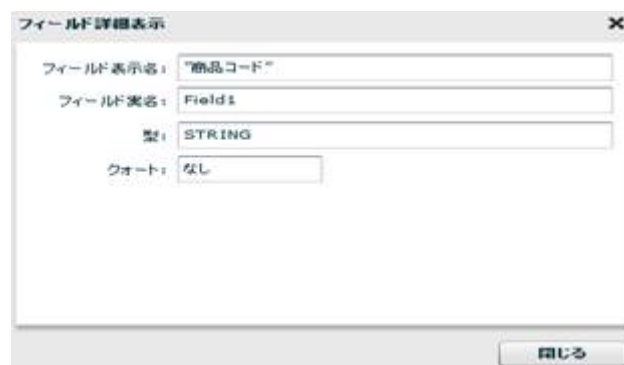 フィールド詳細表示
フィールド表示名： "商品コード"
フィールド実名： Field1
型： STRING
クォート： なし
閉じる